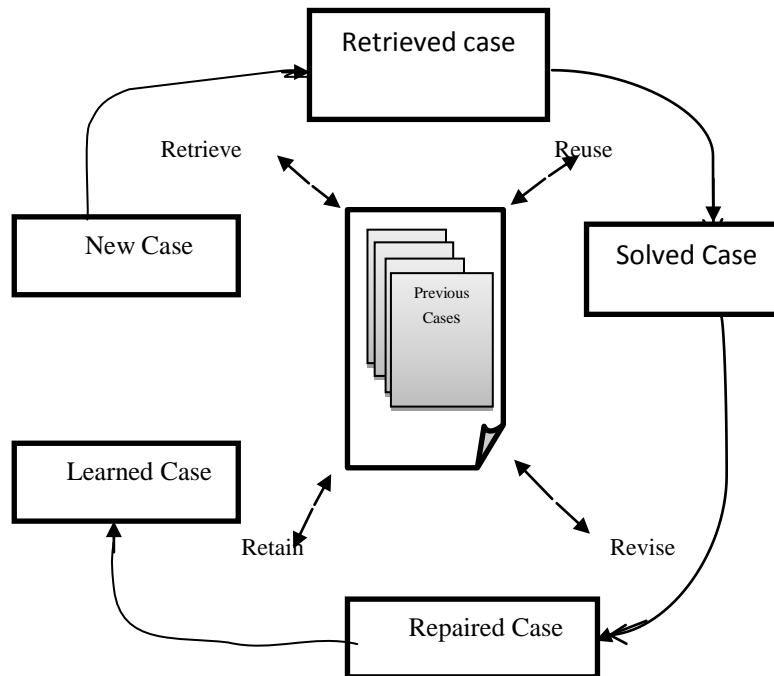 Retrieved case
Retrieve
Reuse
New Case
Solved Case
Previous
Cases
Learned Case
Retain
Revise
Repaired Case